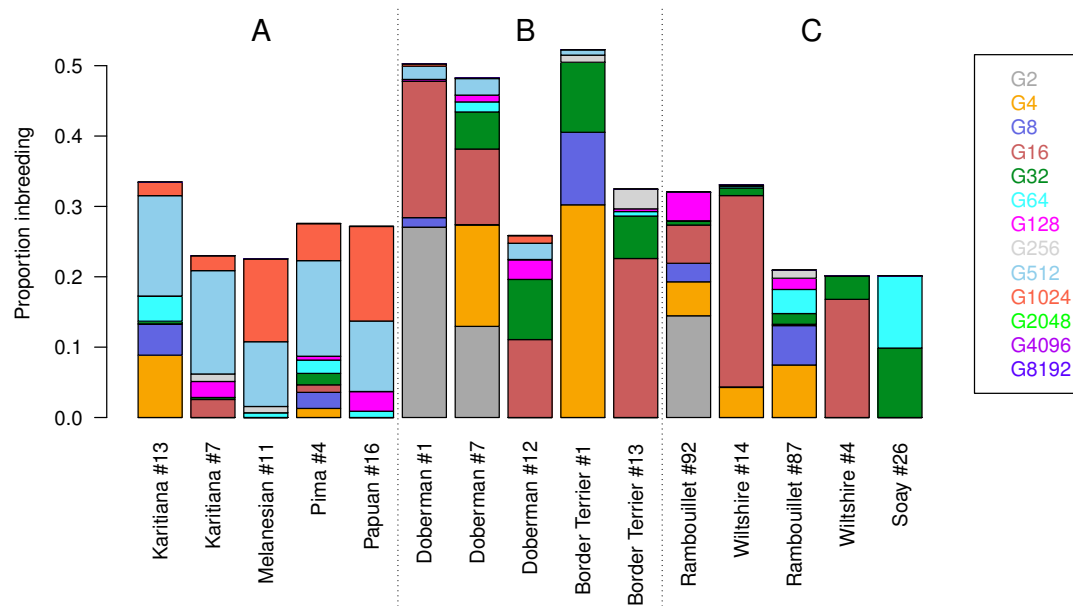 A
B
C
Proportion inbreeding
0.5
0.4
0.3
0.2
0.1
0.0
Karitiana #13
Karitiana #7
Melanesian #11
Pima #4
Papuan #16
Doberman #1
Doberman #7
Doberman #12
Border Terrier #1
Border Terrier #13
Rambouillet #92
Wiltshire #14
Rambouillet #87
Wiltshire #4
Soay #26
G2
G4
G8
G16
G32
G64
G128
G256
G512
G1024
G2048
G4096
G8192